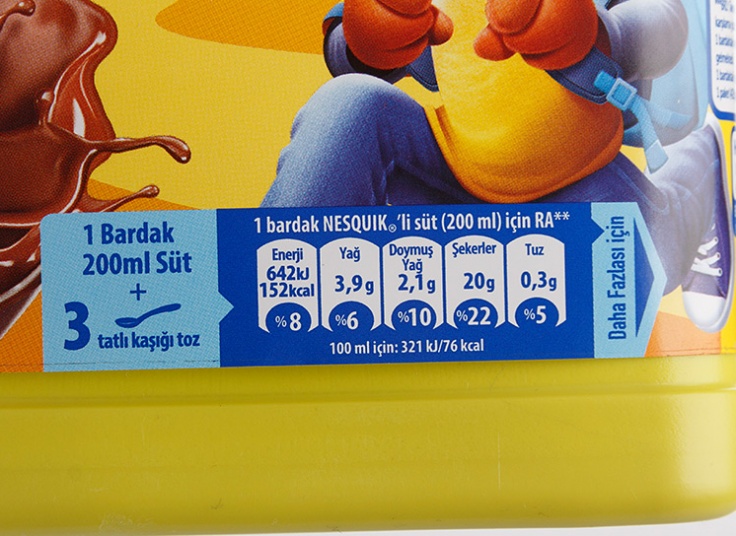 1 Bardak
200ml Süt
+
3 tatlı kaşığı toz
1 bardak NESQUIK®'li süt (200 ml) için RA**
Enerji
642kJ
152kcal
%8
Yağ
3,9g
%6
Doymuş
Yağ
2,1g
%10
Şekerler
20g
%22
Tuz
0,3g
%5
100 ml için: 321 kJ/76 kcal
Daha Fazlası için